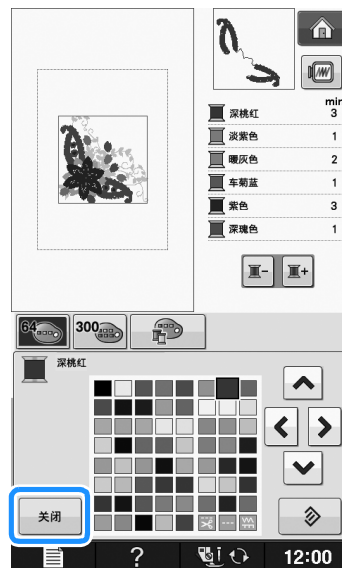 min
深桃红 3
淡紫色 1
暖灰色 2
车菊蓝 1
紫色 3
深瑰色 1
- +
64 300
深桃红
关闭
? 12:00